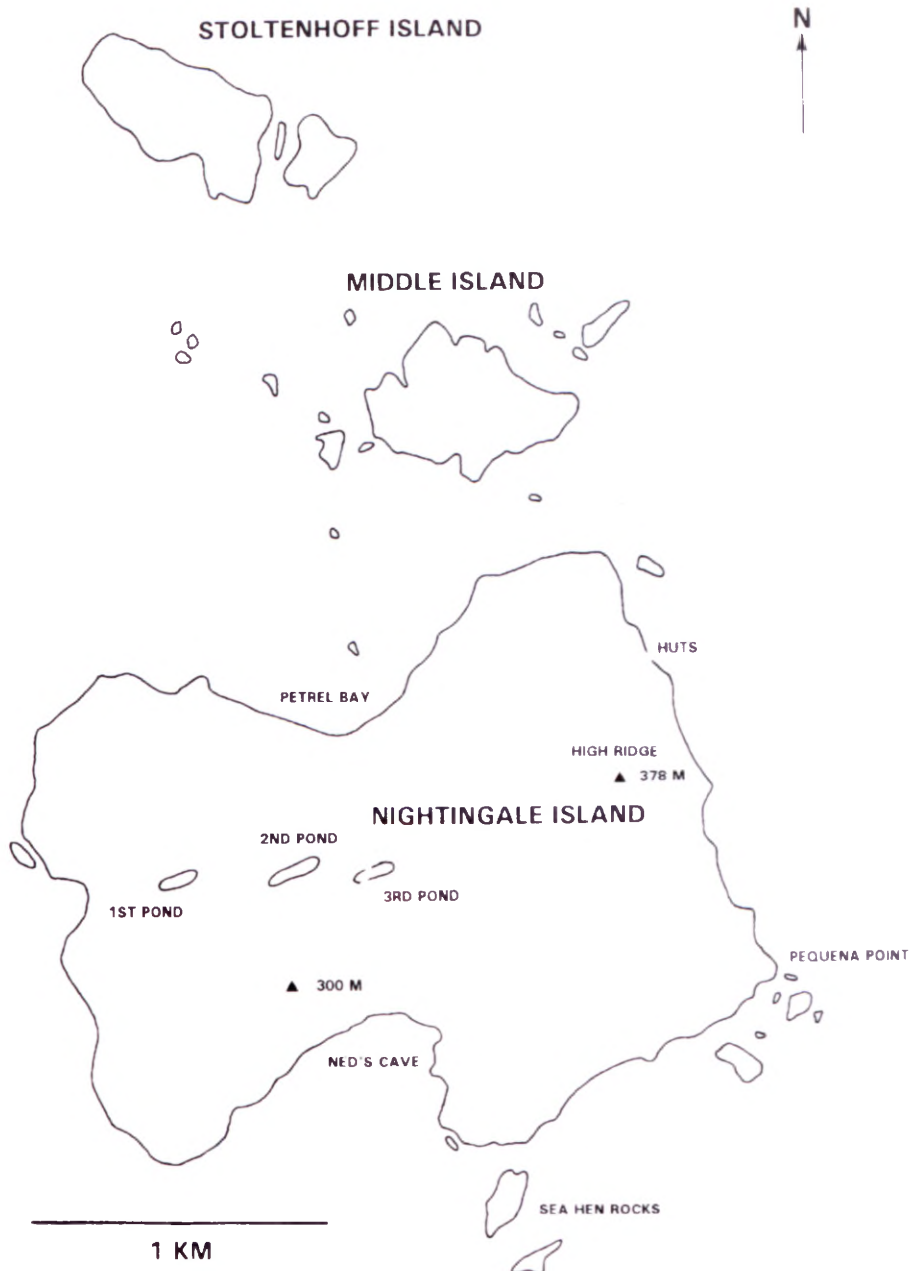 STOLTENHOFF ISLAND
N
MIDDLE ISLAND
HUTS
PETREL BAY
HIGH RIDGE
378 M
NIGHTINGALE ISLAND
2ND POND
3RD POND
1ST POND
PEQUENA POINT
300 M
NED'S CAVE
SEA HEN ROCKS
1 KM